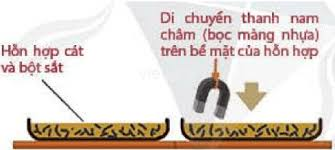 Hỗn hợp cát
và bột sắt
Di chuyển thanh nam
châm (bọc màng nhựa)
trên bề mặt của hỗn hợp